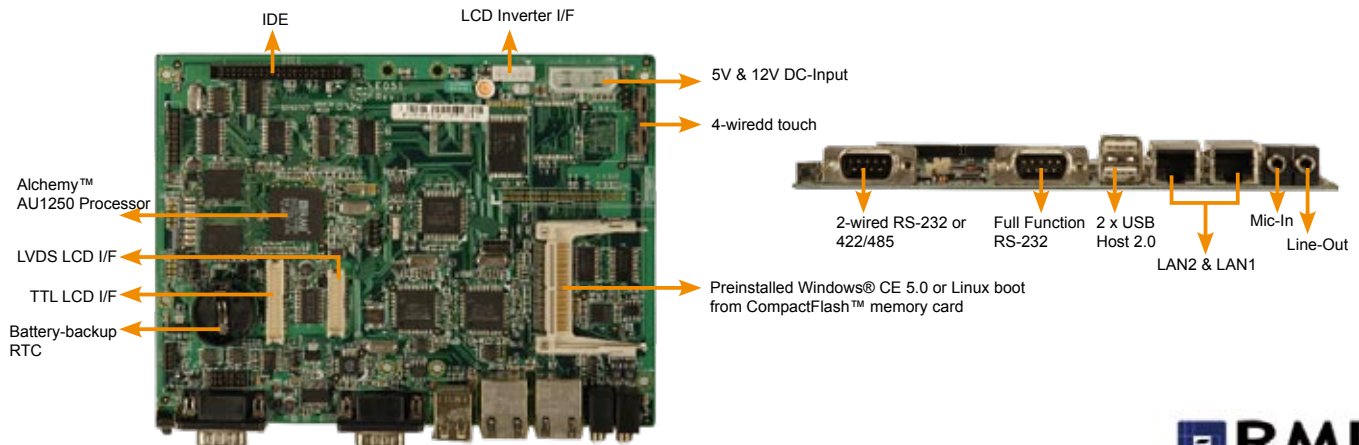 IDE
LCD Inverter I/F
5V & 12V DC-Input
4-wiredd touch
Alchemy™
AU1250 Processor
LVDS LCD I/F
TTL LCD I/F
Battery-backup
RTC
Preinstalled Windows® CE 5.0 or Linux boot
from CompactFlash™ memory card
2-wired RS-232 or
422/485
Full Function
RS-232
2 x USB
Host 2.0
LAN2 & LAN1
Mic-In
Line-Out